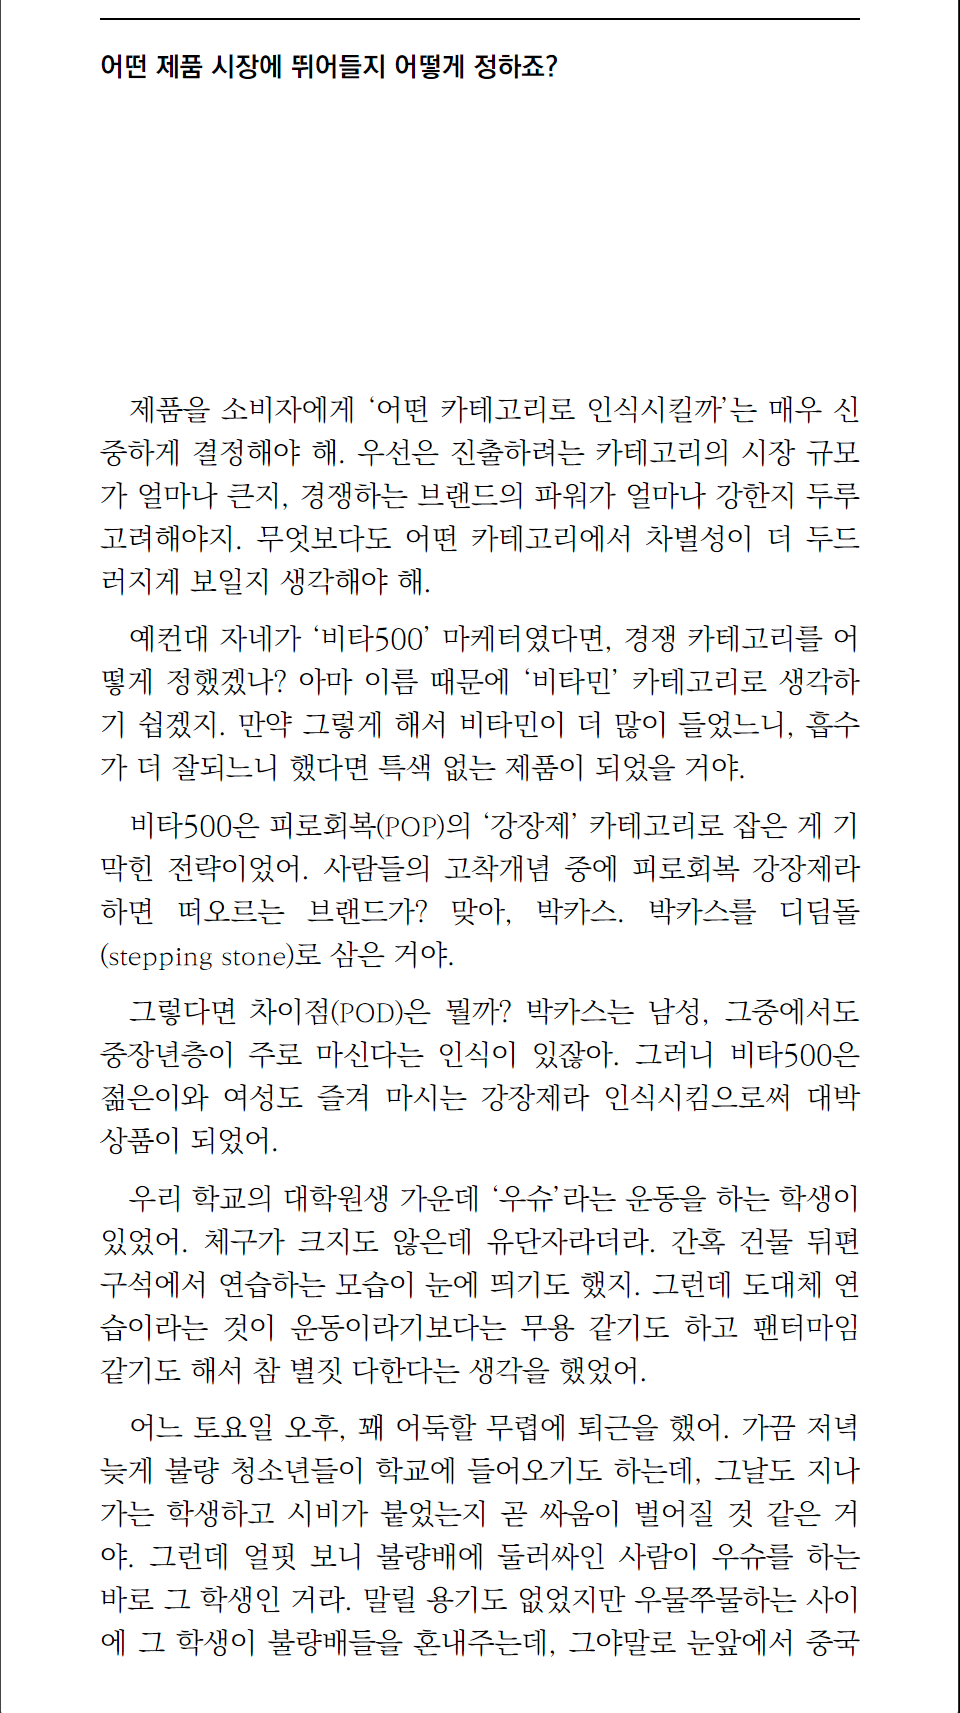 어떤 제품 시장에 뛰어들지 어떻게 정하죠?
제품을 소비자에게 ‘어떤 카테고리로 인식시킬까’는 매우 신
중하게 결정해야 해. 우선은 진출하려는 카테고리의 시장 규모
가 얼마나 큰지, 경쟁하는 브랜드의 파워가 얼마나 강한지 두루
고려해야지. 무엇보다도 어떤 카테고리에서 차별성이 더 두드
러지게 보일지 생각해야 해.
예컨대 자네가 ‘비타500’ 마케터였다면, 경쟁 카테고리를 어
떻게 정했겠나? 아마 이름 때문에 ‘비타민’ 카테고리로 생각하
기 쉽겠지. 만약 그렇게 해서 비타민이 더 많이 들었느니, 흡수
가 더 잘되느니 했다면 특색 없는 제품이 되었을 거야.
비타500은 피로회복(POP)의 ‘강장제’ 카테고리로 잡은 게 기
막힌 전략이었어. 사람들의 고착개념 중에 피로회복 강장제라
하면 떠오르는 브랜드가? 맞아, 박카스. 박카스를 디딤돌
(stepping stone)로 삼은 거야.
그렇다면 차이점(POD)은 뭘까? 박카스는 남성, 그중에서도
중장년층이 주로 마신다는 인식이 있잖아. 그러니 비타500은
젊은이와 여성도 즐겨 마시는 강장제라 인식시킴으로써 대박
상품이 되었어.
우리 학교의 대학원생 가운데 ‘우슈’라는 운동을 하는 학생이
있었어. 체구가 크지도 않은데 유단자라더라. 간혹 건물 뒤편
구석에서 연습하는 모습이 눈에 띄기도 했지. 그런데 도대체 연
습이라는 것이 운동이라기보다는 무용 같기도 하고 팬터마임
같기도 해서 참 별짓 다한다는 생각을 했었어.
어느 토요일 오후, 꽤 어둑할 무렵에 퇴근을 했어. 가끔 저녁
늦게 불량 청소년들이 학교에 들어오기도 하는데, 그날도 지나
가는 학생하고 시비가 붙었는지 곧 싸움이 벌어질 것 같은 거
야. 그런데 얼핏 보니 불량배에 둘러싸인 사람이 우슈를 하는
바로 그 학생인 거라. 말릴 용기도 없었지만 우물쭈물하는 사이
에 그 학생이 불량배들을 혼내주는데, 그야말로 눈앞에서 중국